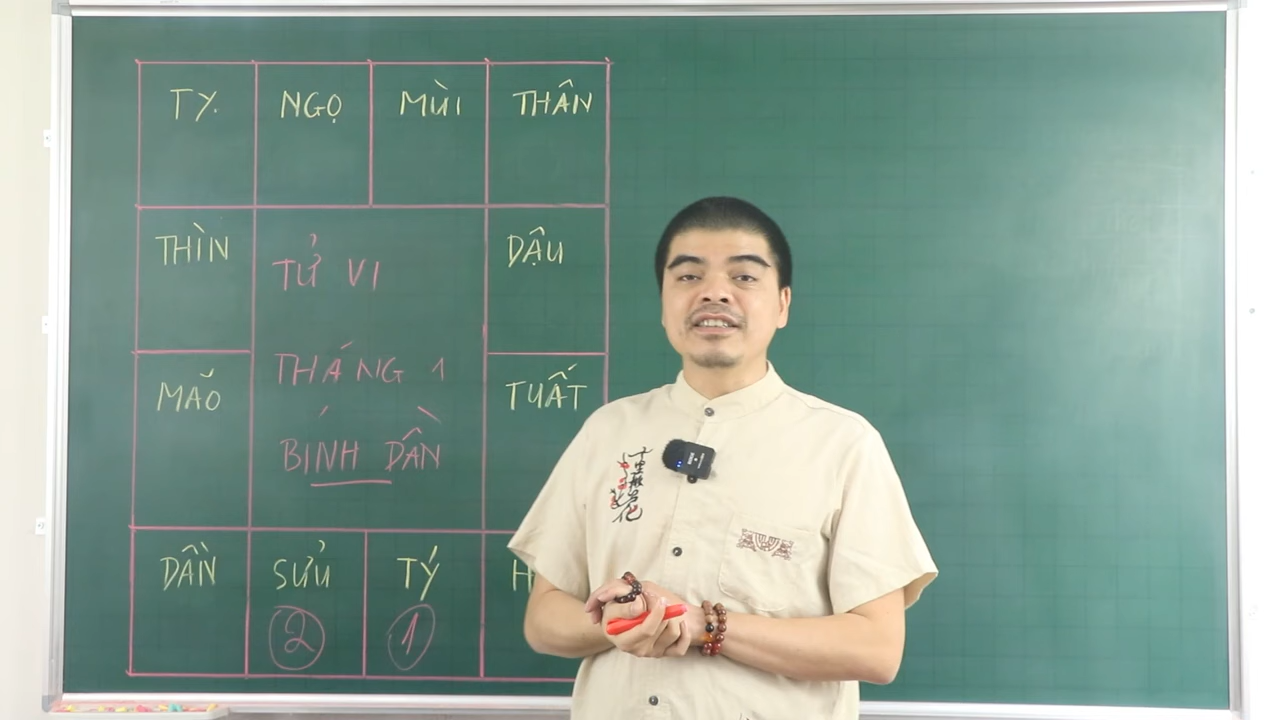 TỴ NGỌ MÙI THÂN
THÌN DẬU
TỬ VI
THÁNG 1
MÃO TUẤT
BÍNH DẦN
DẦN SỬU TÝ H
2 1